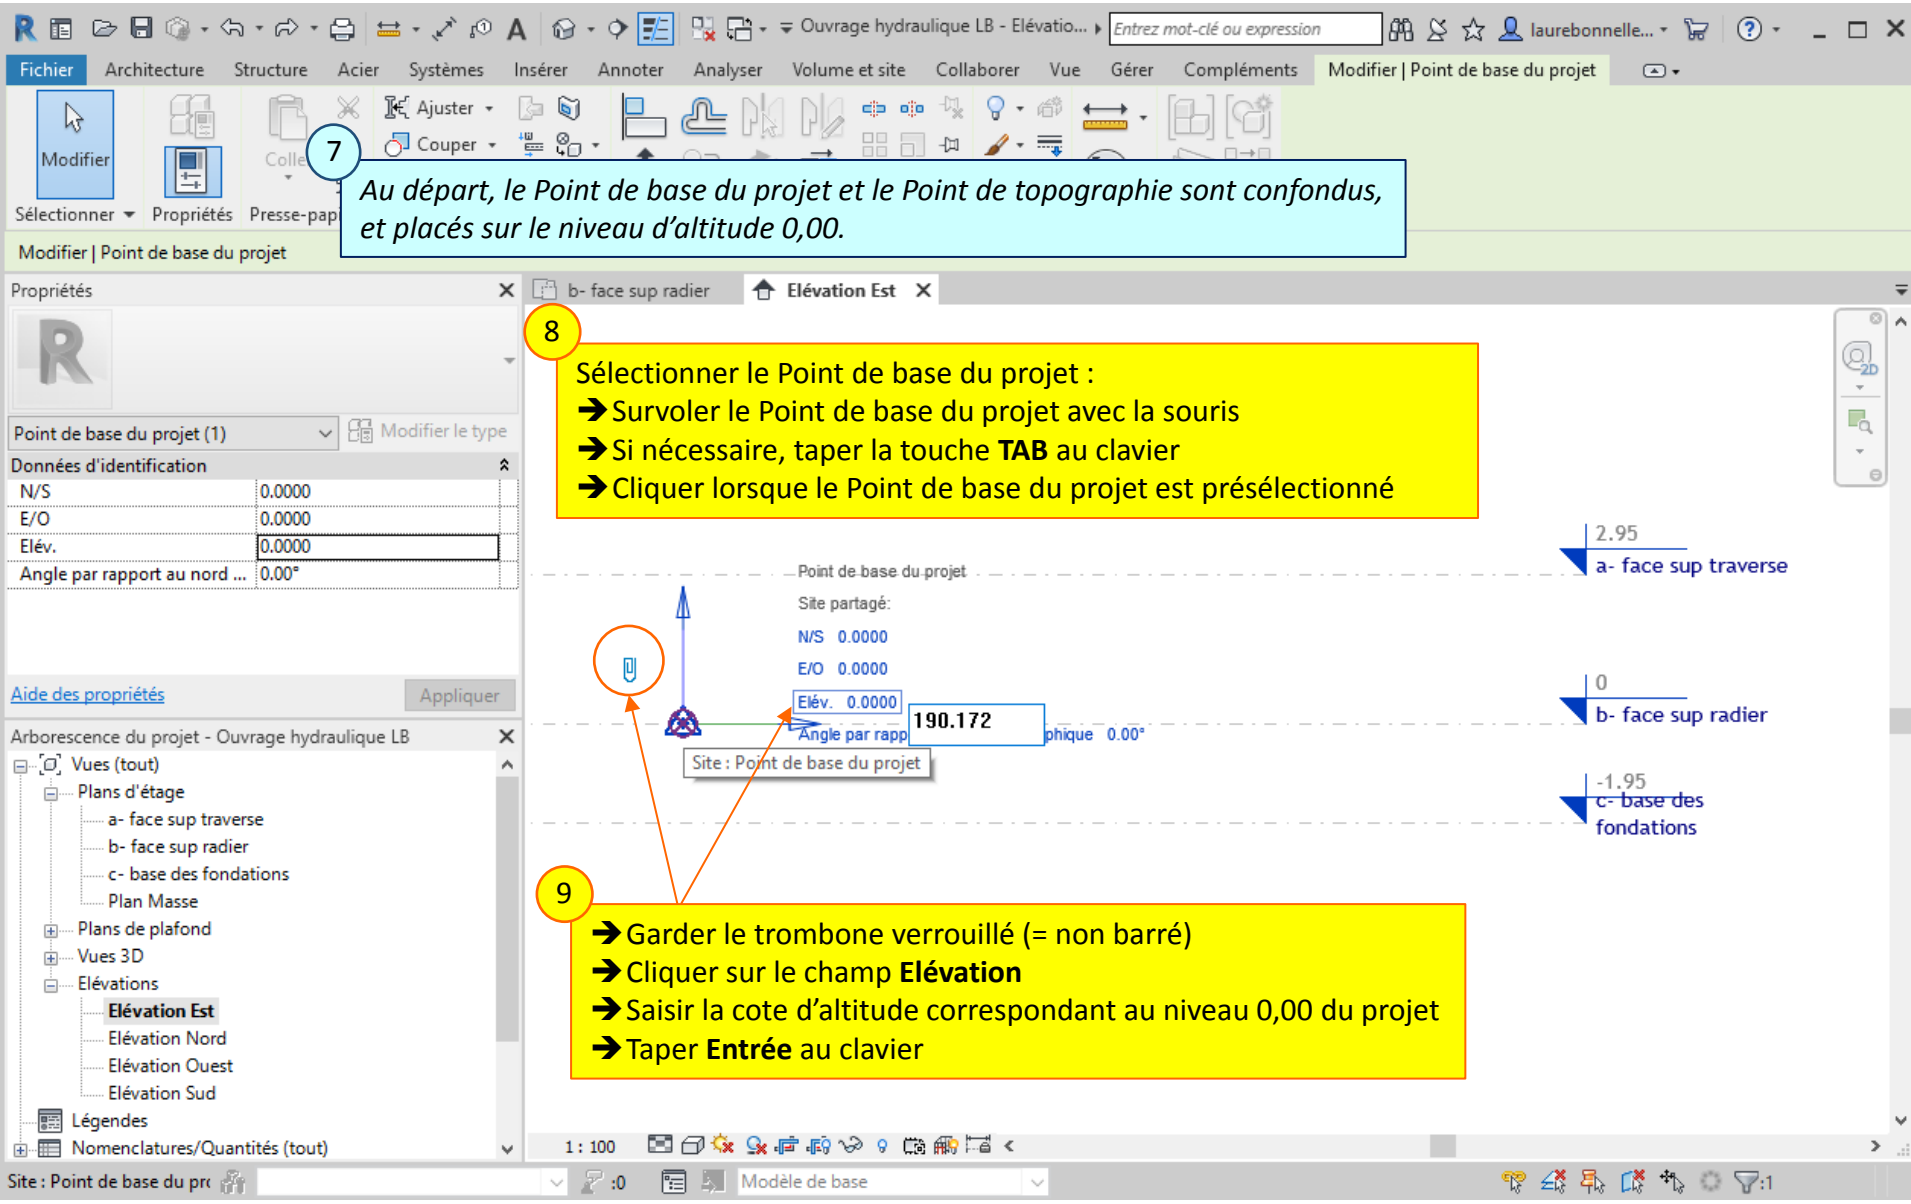 Ouvrage hydraulique LB - Elévatio...
Entrez mot-clé ou expression
laurebonnelle...
Fichier Architecture Structure Acier Systèmes Insérer Annoter Analyser Volume et site Collaborer Vue Gérer Compléments Modifier | Point de base du projet
Modifier
Ajuster
Couper
Sélectionner Propriétés Presse-pap
7
Au départ, le Point de base du projet et le Point de topographie sont confondus,
et placés sur le niveau d'altitude 0,00.
Modifier | Point de base du projet
Propriétés
b- face sup radier
Elévation Est
Point de base du projet (1)
Modifier le type
Données d'identification
N/S 0.0000
E/O 0.0000
Elév. 0.0000
Angle par rapport au nord ... 0.00°
Aide des propriétés
Appliquer
8
Sélectionner le Point de base du projet :
➔ Survoler le Point de base du projet avec la souris
➔ Si nécessaire, taper la touche TAB au clavier
➔ Cliquer lorsque le Point de base du projet est présélectionné
2D
Point de base du projet
Site partagé:
N/S 0.0000
E/O 0.0000
Elév. 0.0000
190.172
Angle par rapp
phique 0.00°
Site : Point de base du projet
2.95
a- face sup traverse
0
b- face sup radier
-1.95
c- base des
fondations
Arborescence du projet - Ouvrage hydraulique LB
Vues (tout)
Plans d'étage
a- face sup traverse
b- face sup radier
c- base des fondations
Plan Masse
Plans de plafond
Vues 3D
Elévations
Elévation Est
Elévation Nord
Elévation Ouest
Elévation Sud
Légendes
Nomenclatures/Quantités (tout)
9
➔ Garder le trombone verrouillé (= non barré)
➔ Cliquer sur le champ Elévation
➔ Saisir la cote d'altitude correspondant au niveau 0,00 du projet
➔ Taper Entrée au clavier
1 : 100
Site : Point de base du pro
:0
Modèle de base
:1